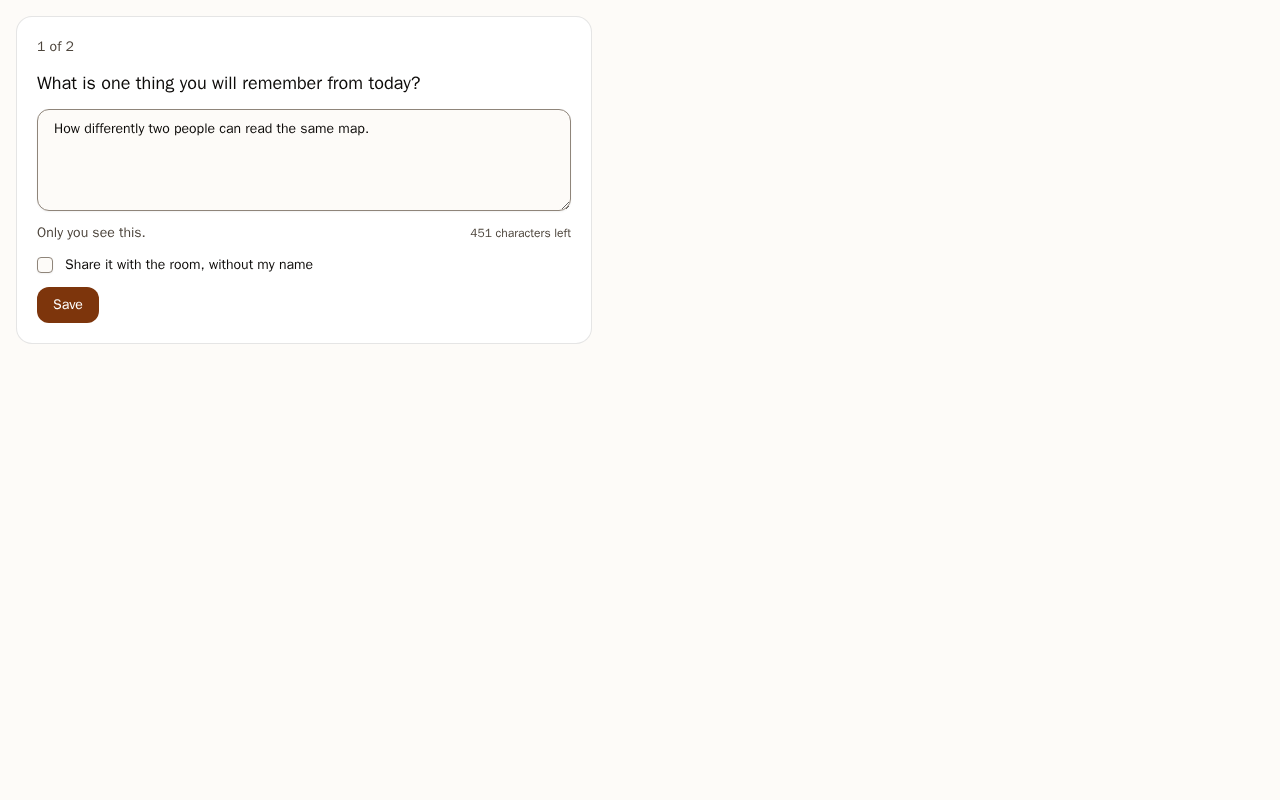 1 of 2
What is one thing you will remember from today?
How differently two people can read the same map.
Only you see this.
451 characters left
Share it with the room, without my name
Save